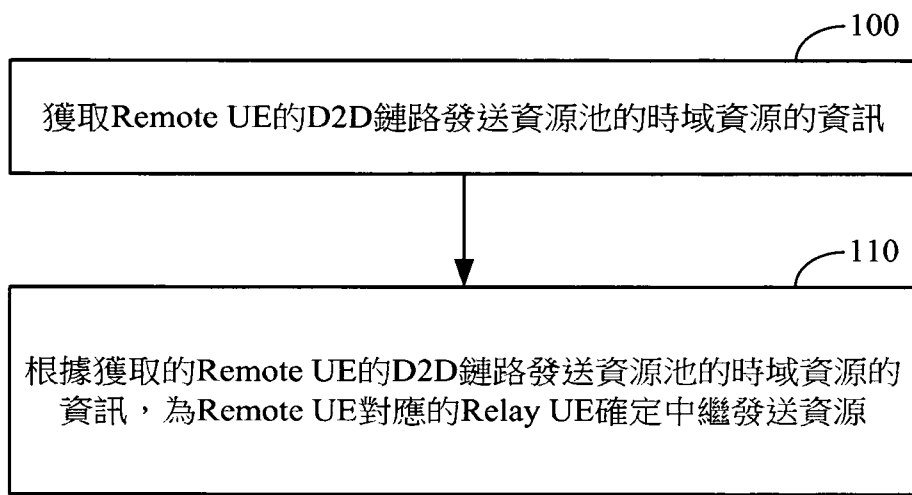 100
獲取Remote UE的D2D鏈路發送資源池的時域資源的資訊
110
根據獲取的Remote UE的D2D鏈路發送資源池的時域資源的
資訊，為Remote UE對應的Relay UE確定中繼發送資源